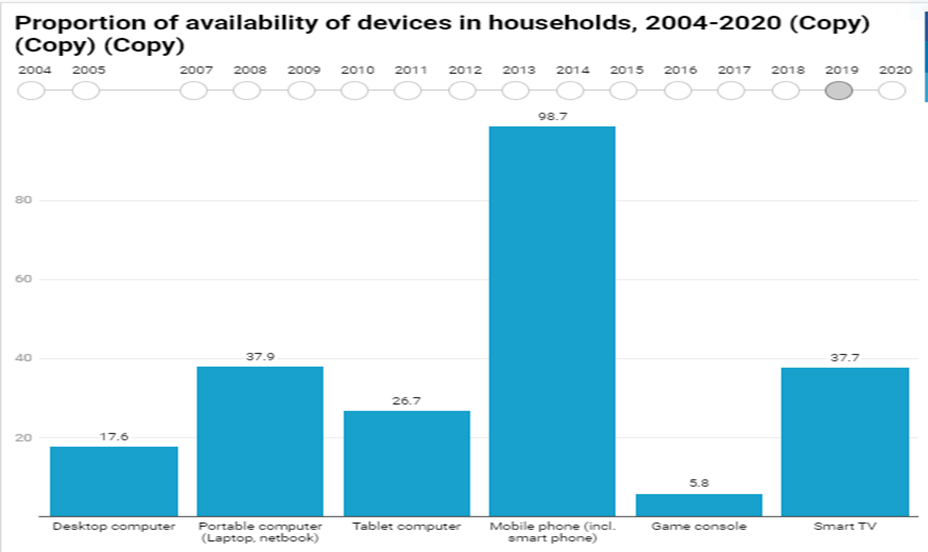 Proportion of availability of devices in households, 2004-2020 (Copy)
(Copy) (Copy)
2004 2005 2007 2008 2009 2010 2011 2012 2013 2014 2015 2016 2017 2018 2019 2020
98.7
80
60
40
37.9
37.7
26.7
20
17.6
5.8
Desktop computer
Portable computer
(Laptop, netbook)
Tablet computer
Mobile phone (incl.
smart phone)
Game console
Smart TV